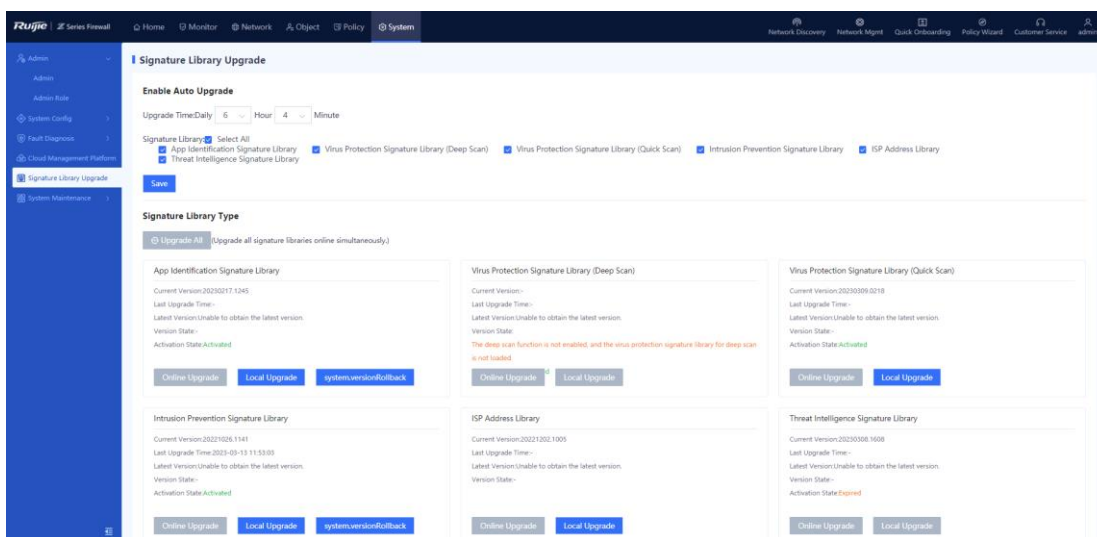 Ruijie | Z Series Firewall
Home Monitor Network Object Policy System
Network Discovery Network Mgmt Quick Onboarding Policy Wizard Customer Service admin
Admin
Admin
Admin Role
System Config
Fault Diagnosis
Cloud Management Platform
Signature Library Upgrade
System Maintenance
Signature Library Upgrade
Enable Auto Upgrade
Upgrade Time:Daily 6 Hour 4 Minute
Signature Library: Select All
App Identification Signature Library Virus Protection Signature Library (Deep Scan) Virus Protection Signature Library (Quick Scan) Intrusion Prevention Signature Library ISP Address Library
Threat Intelligence Signature Library
Save
Signature Library Type
Upgrade All (Upgrade all signature libraries online simultaneously.)
App Identification Signature Library
Current Version:20230217.1245
Last Upgrade Time:-
Latest Version:Unable to obtain the latest version.
Version State:-
Activation State:Activated
Online Upgrade Local Upgrade system.versionRollback
Virus Protection Signature Library (Deep Scan)
Current Version:-
Last Upgrade Time:-
Latest Version:Unable to obtain the latest version.
Version State:
The deep scan function is not enabled, and the virus protection signature library for deep scan
is not loaded.
Online Upgrade Local Upgrade
Virus Protection Signature Library (Quick Scan)
Current Version:20230309.0218
Last Upgrade Time:-
Latest Version:Unable to obtain the latest version.
Version State:-
Activation State:Activated
Online Upgrade Local Upgrade
Intrusion Prevention Signature Library
Current Version:20221026.1141
Last Upgrade Time:2023-03-13 11:53:03
Latest Version:Unable to obtain the latest version.
Version State:-
Activation State:Activated
Online Upgrade Local Upgrade system.versionRollback
ISP Address Library
Current Version:20221202.1005
Last Upgrade Time:-
Latest Version:Unable to obtain the latest version.
Version State:-
Online Upgrade Local Upgrade
Threat Intelligence Signature Library
Current Version:20230308.1608
Last Upgrade Time:-
Latest Version:Unable to obtain the latest version.
Version State:-
Activation State:Expired
Online Upgrade Local Upgrade